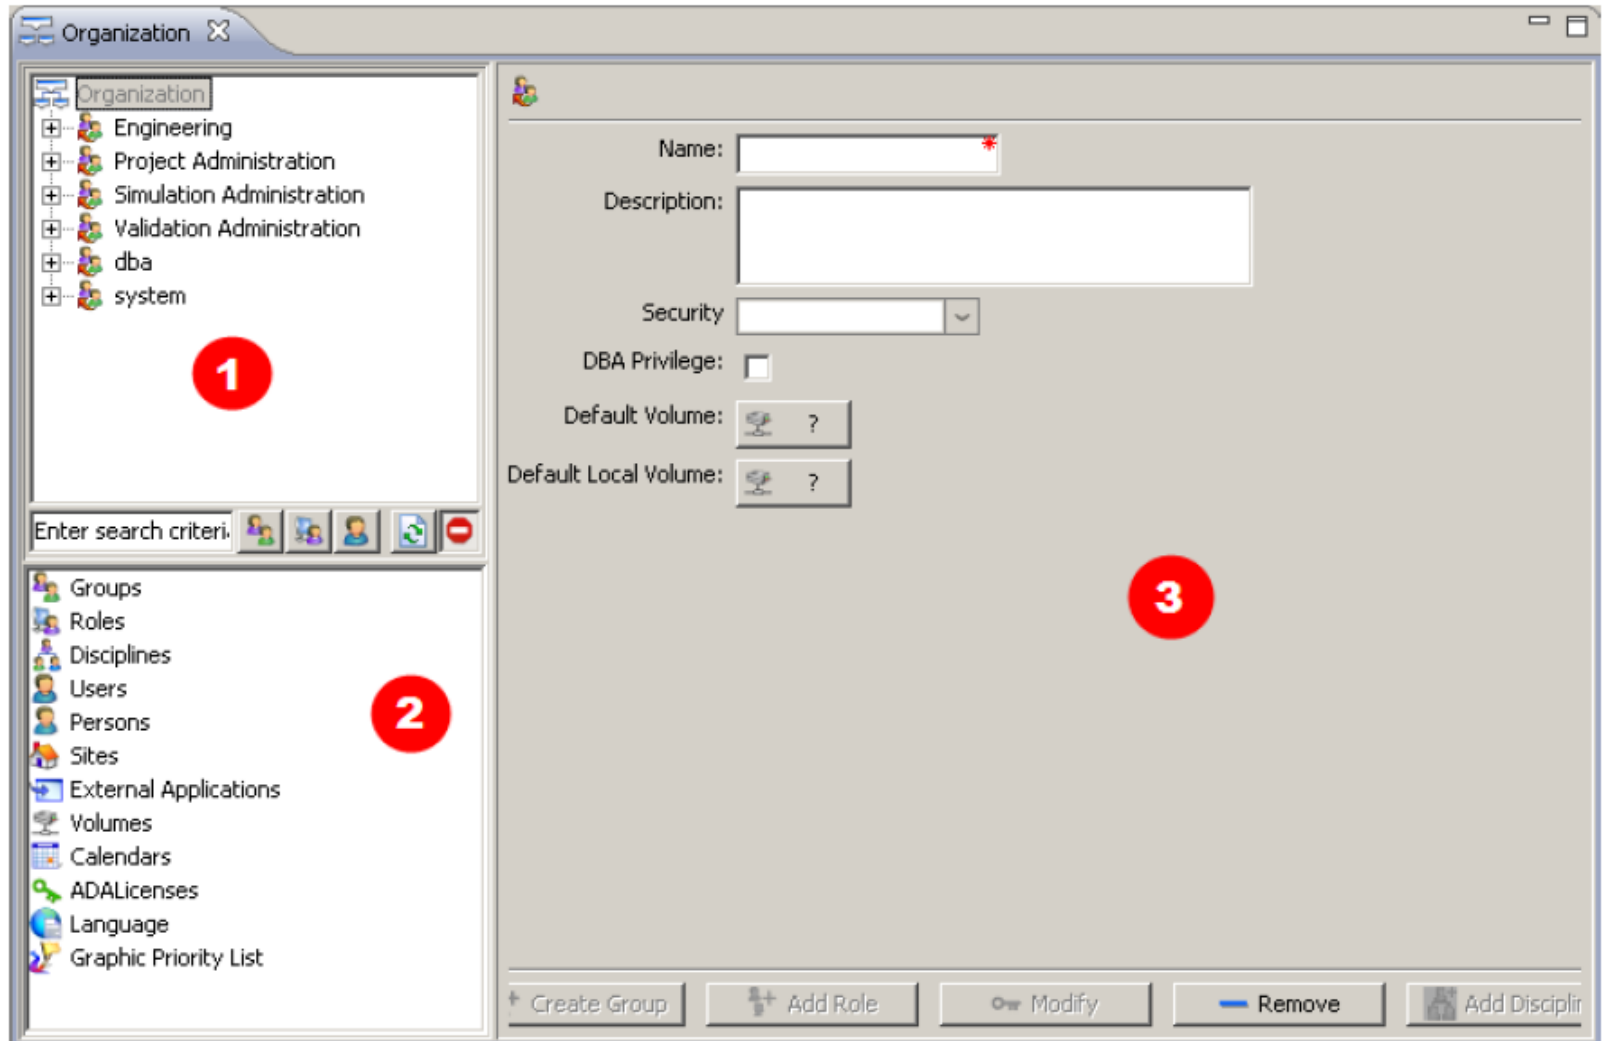 Organization
Organization
Engineering
Project Administration
Simulation Administration
Validation Administration
dba
system
1
Enter search criteri
Groups
Roles
Disciplines
Users
Persons
Sites
External Applications
Volumes
Calendars
ADALicenses
Language
Graphic Priority List
2
Name: *
Description:
Security
DBA Privilege:
Default Volume: ?
Default Local Volume: ?
3
Create Group Add Role Modify Remove Add Disciplin